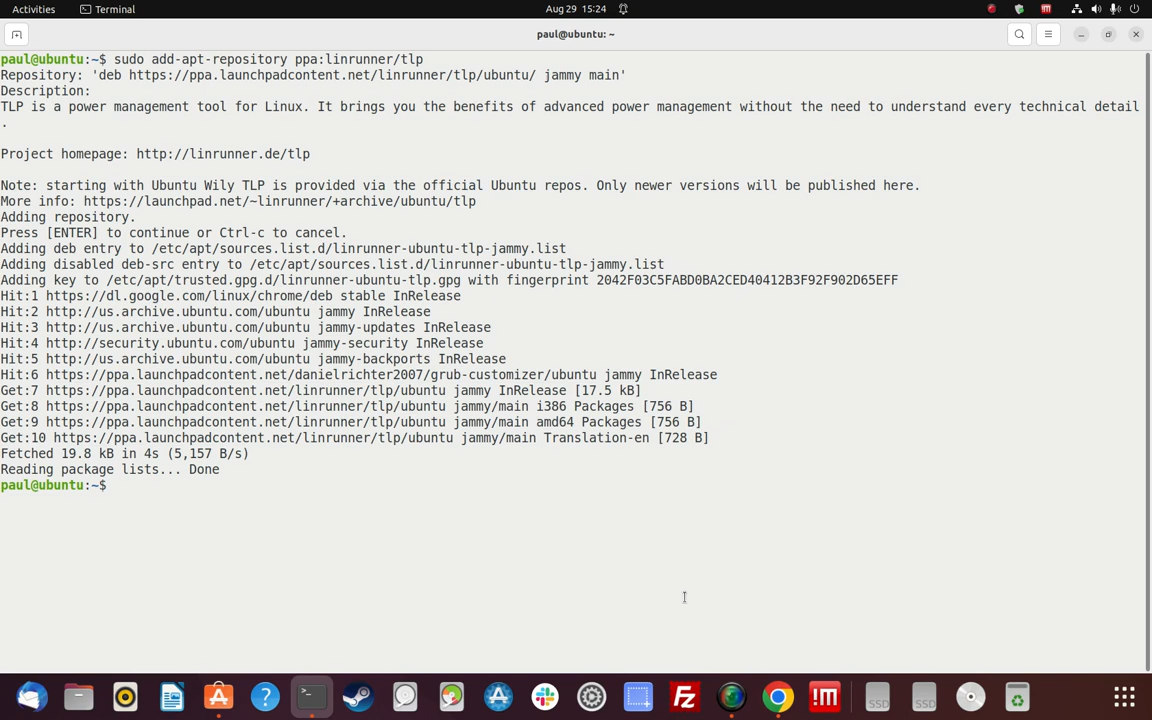 Activities
Terminal
Aug 29 15:24
paul@ubuntu: ~
paul@ubuntu:~$ sudo add-apt-repository ppa:linrunner/tlp
Repository: 'deb https://ppa.launchpadcontent.net/linrunner/tlp/ubuntu/ jammy main'
Description:
TLP is a power management tool for Linux. It brings you the benefits of advanced power management without the need to understand every technical detail
.
Project homepage: http://linrunner.de/tlp
Note: starting with Ubuntu Wily TLP is provided via the official Ubuntu repos. Only newer versions will be published here.
More info: https://launchpad.net/~linrunner/+archive/ubuntu/tlp
Adding repository.
Press [ENTER] to continue or Ctrl-c to cancel.
Adding deb entry to /etc/apt/sources.list.d/linrunner-ubuntu-tlp-jammy.list
Adding disabled deb-src entry to /etc/apt/sources.list.d/linrunner-ubuntu-tlp-jammy.list
Adding key to /etc/apt/trusted.gpg.d/linrunner-ubuntu-tlp.gpg with fingerprint 2042F03C5FABD0BA2CED40412B3F92F902D65EFF
Hit:1 https://dl.google.com/linux/chrome/deb stable InRelease
Hit:2 http://us.archive.ubuntu.com/ubuntu jammy InRelease
Hit:3 http://us.archive.ubuntu.com/ubuntu jammy-updates InRelease
Hit:4 http://security.ubuntu.com/ubuntu jammy-security InRelease
Hit:5 http://us.archive.ubuntu.com/ubuntu jammy-backports InRelease
Hit:6 https://ppa.launchpadcontent.net/danielrichter2007/grub-customizer/ubuntu jammy InRelease
Get:7 https://ppa.launchpadcontent.net/linrunner/tlp/ubuntu jammy InRelease [17.5 kB]
Get:8 https://ppa.launchpadcontent.net/linrunner/tlp/ubuntu jammy/main i386 Packages [756 B]
Get:9 https://ppa.launchpadcontent.net/linrunner/tlp/ubuntu jammy/main amd64 Packages [756 B]
Get:10 https://ppa.launchpadcontent.net/linrunner/tlp/ubuntu jammy/main Translation-en [728 B]
Fetched 19.8 kB in 4s (5,157 B/s)
Reading package lists... Done
paul@ubuntu:~$
>_
?
A
Fz
!M
SSD
SSD